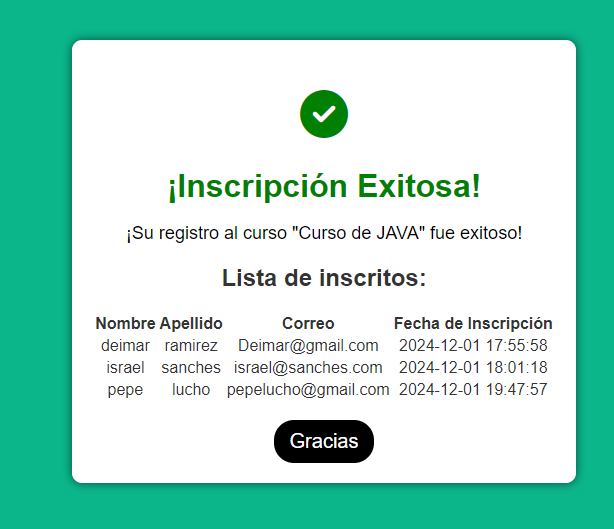 ¡Inscripción Exitosa!
¡Su registro al curso "Curso de JAVA" fue exitoso!
Lista de inscritos:
Nombre Apellido Correo Fecha de Inscripción
deimar ramirez Deimar@gmail.com 2024-12-01 17:55:58
israel sanches israel@sanches.com 2024-12-01 18:01:18
pepe lucho pepelucho@gmail.com 2024-12-01 19:47:57
Gracias